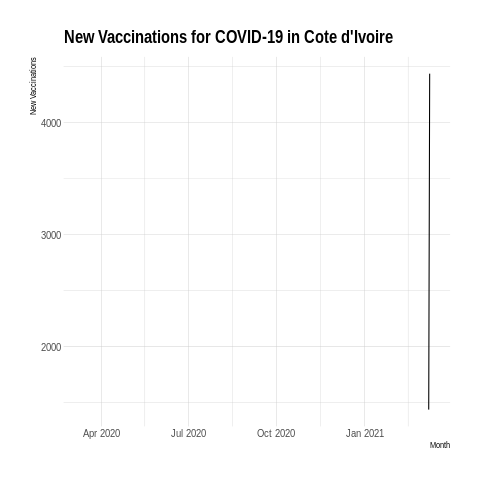 New Vaccinations for COVID-19 in Cote d'Ivoire
New Vaccinations
4000
3000
2000
Apr 2020 Jul 2020 Oct 2020 Jan 2021
Month